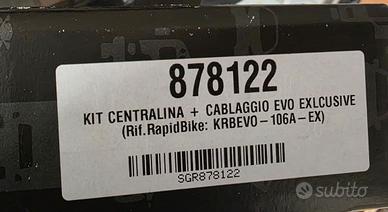 878122
KIT CENTRALINA + CABLAGGIO EVO EXLCUSIVE
(Rif.RapidBike: KRBEVO-106A-EX)
SGR878122
subito